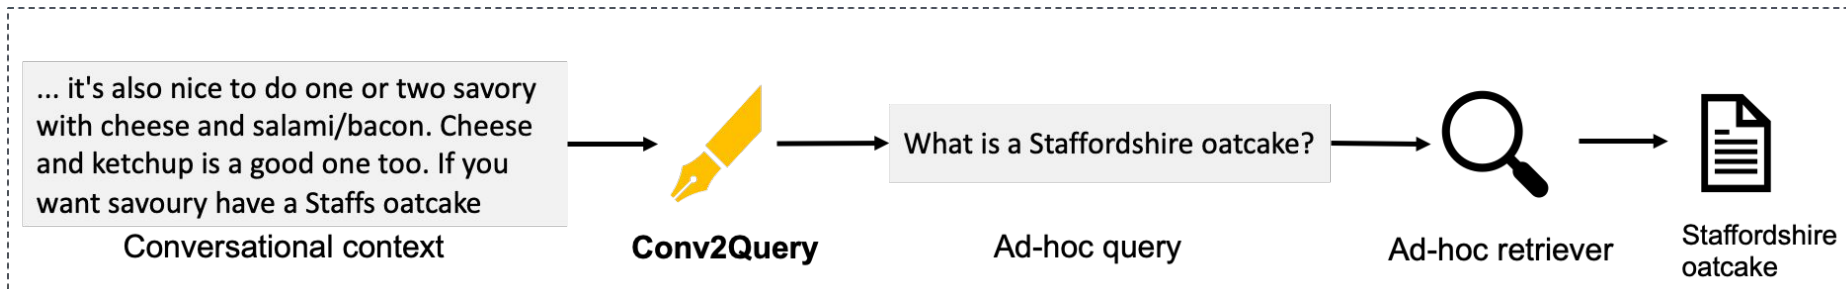 ... it's also nice to do one or two savory
with cheese and salami/bacon. Cheese
and ketchup is a good one too. If you
want savoury have a Staffs oatcake
Conversational context
Conv2Query
What is a Staffordshire oatcake?
Ad-hoc query
Ad-hoc retriever
Staffordshire
oatcake